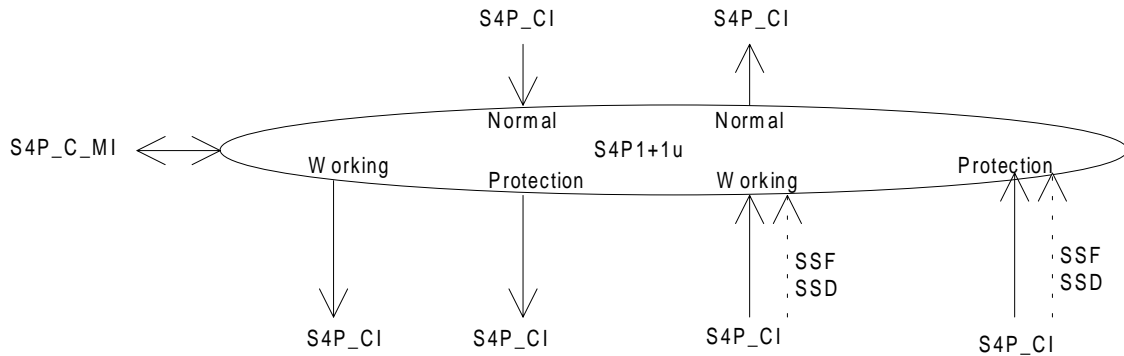 S4P_CI S4P_CI
Normal Normal
S4P_C_MI S4P1+1u
Working Protection Working Protection
SSF SSF
SSD SSD
S4P_CI S4P_CI S4P_CI S4P_CI